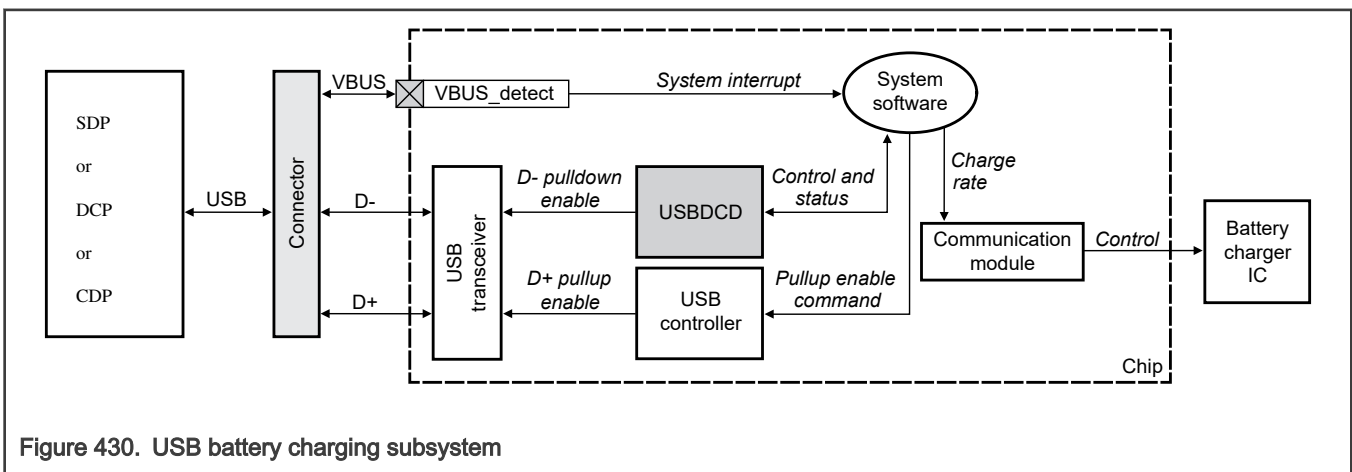 SDP
or
DCP
or
CDP
USB
Connector
VBUS
D-
D+
VBUS_detect
System interrupt
System
software
USB
transceiver
D- pulldown
enable
USBDCD
Control and
status
D+ pullup
enable
USB
controller
Pullup enable
command
Charge
rate
Communication
module
Control
Battery
charger
IC
Chip
Figure 430. USB battery charging subsystem